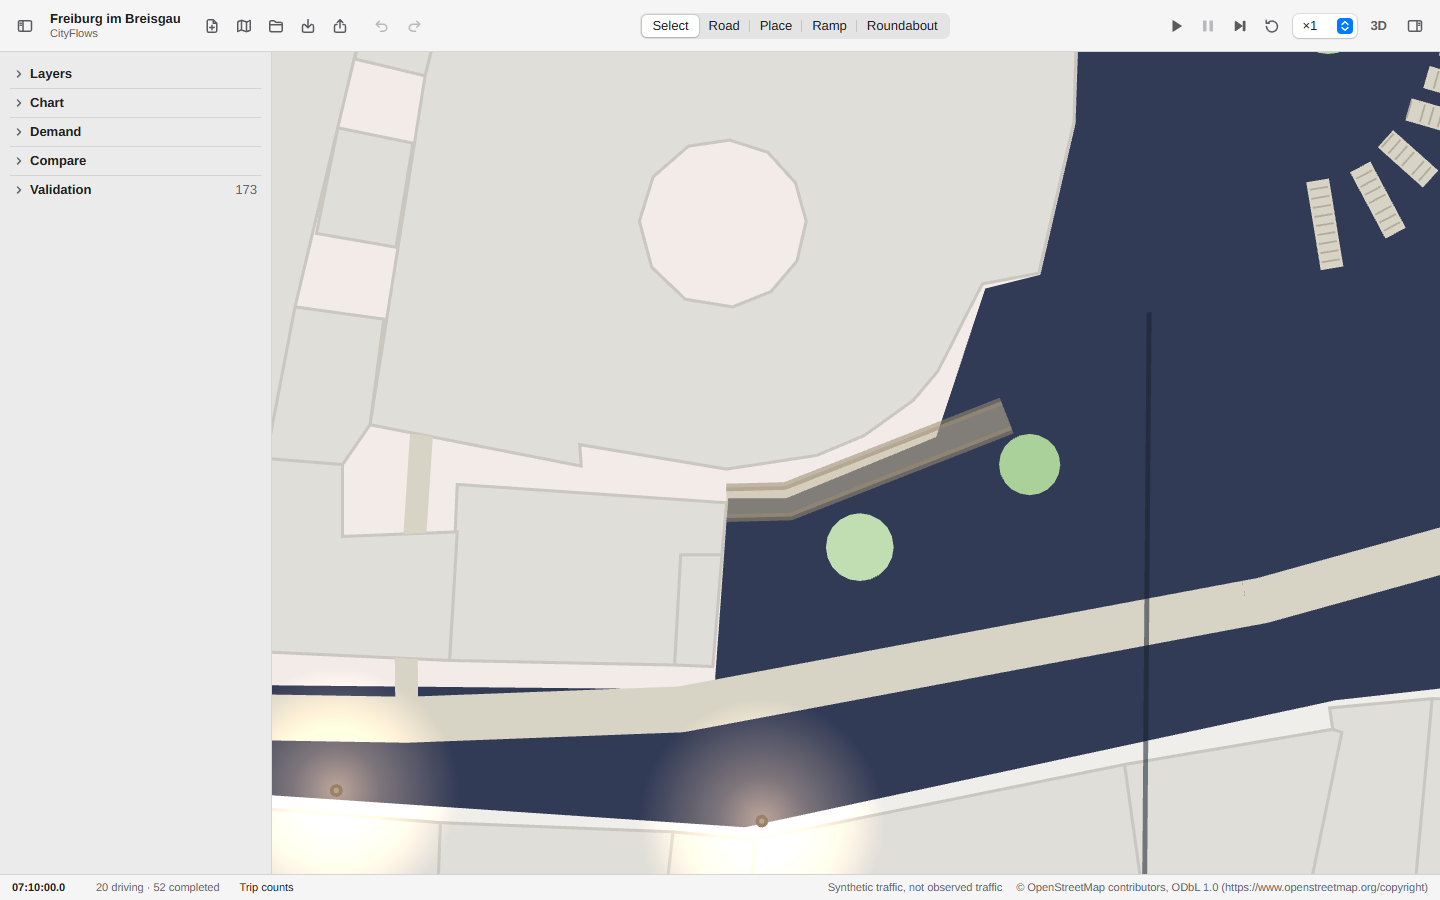 Freiburg im Breisgau
CityFlows
Select
Road
Place
Ramp
Roundabout
×1
3D
Layers
Chart
Demand
Compare
Validation 173
07:10:00.0
20 driving · 52 completed
Trip counts
Synthetic traffic, not observed traffic
© OpenStreetMap contributors, ODbL 1.0 (https://www.openstreetmap.org/copyright)